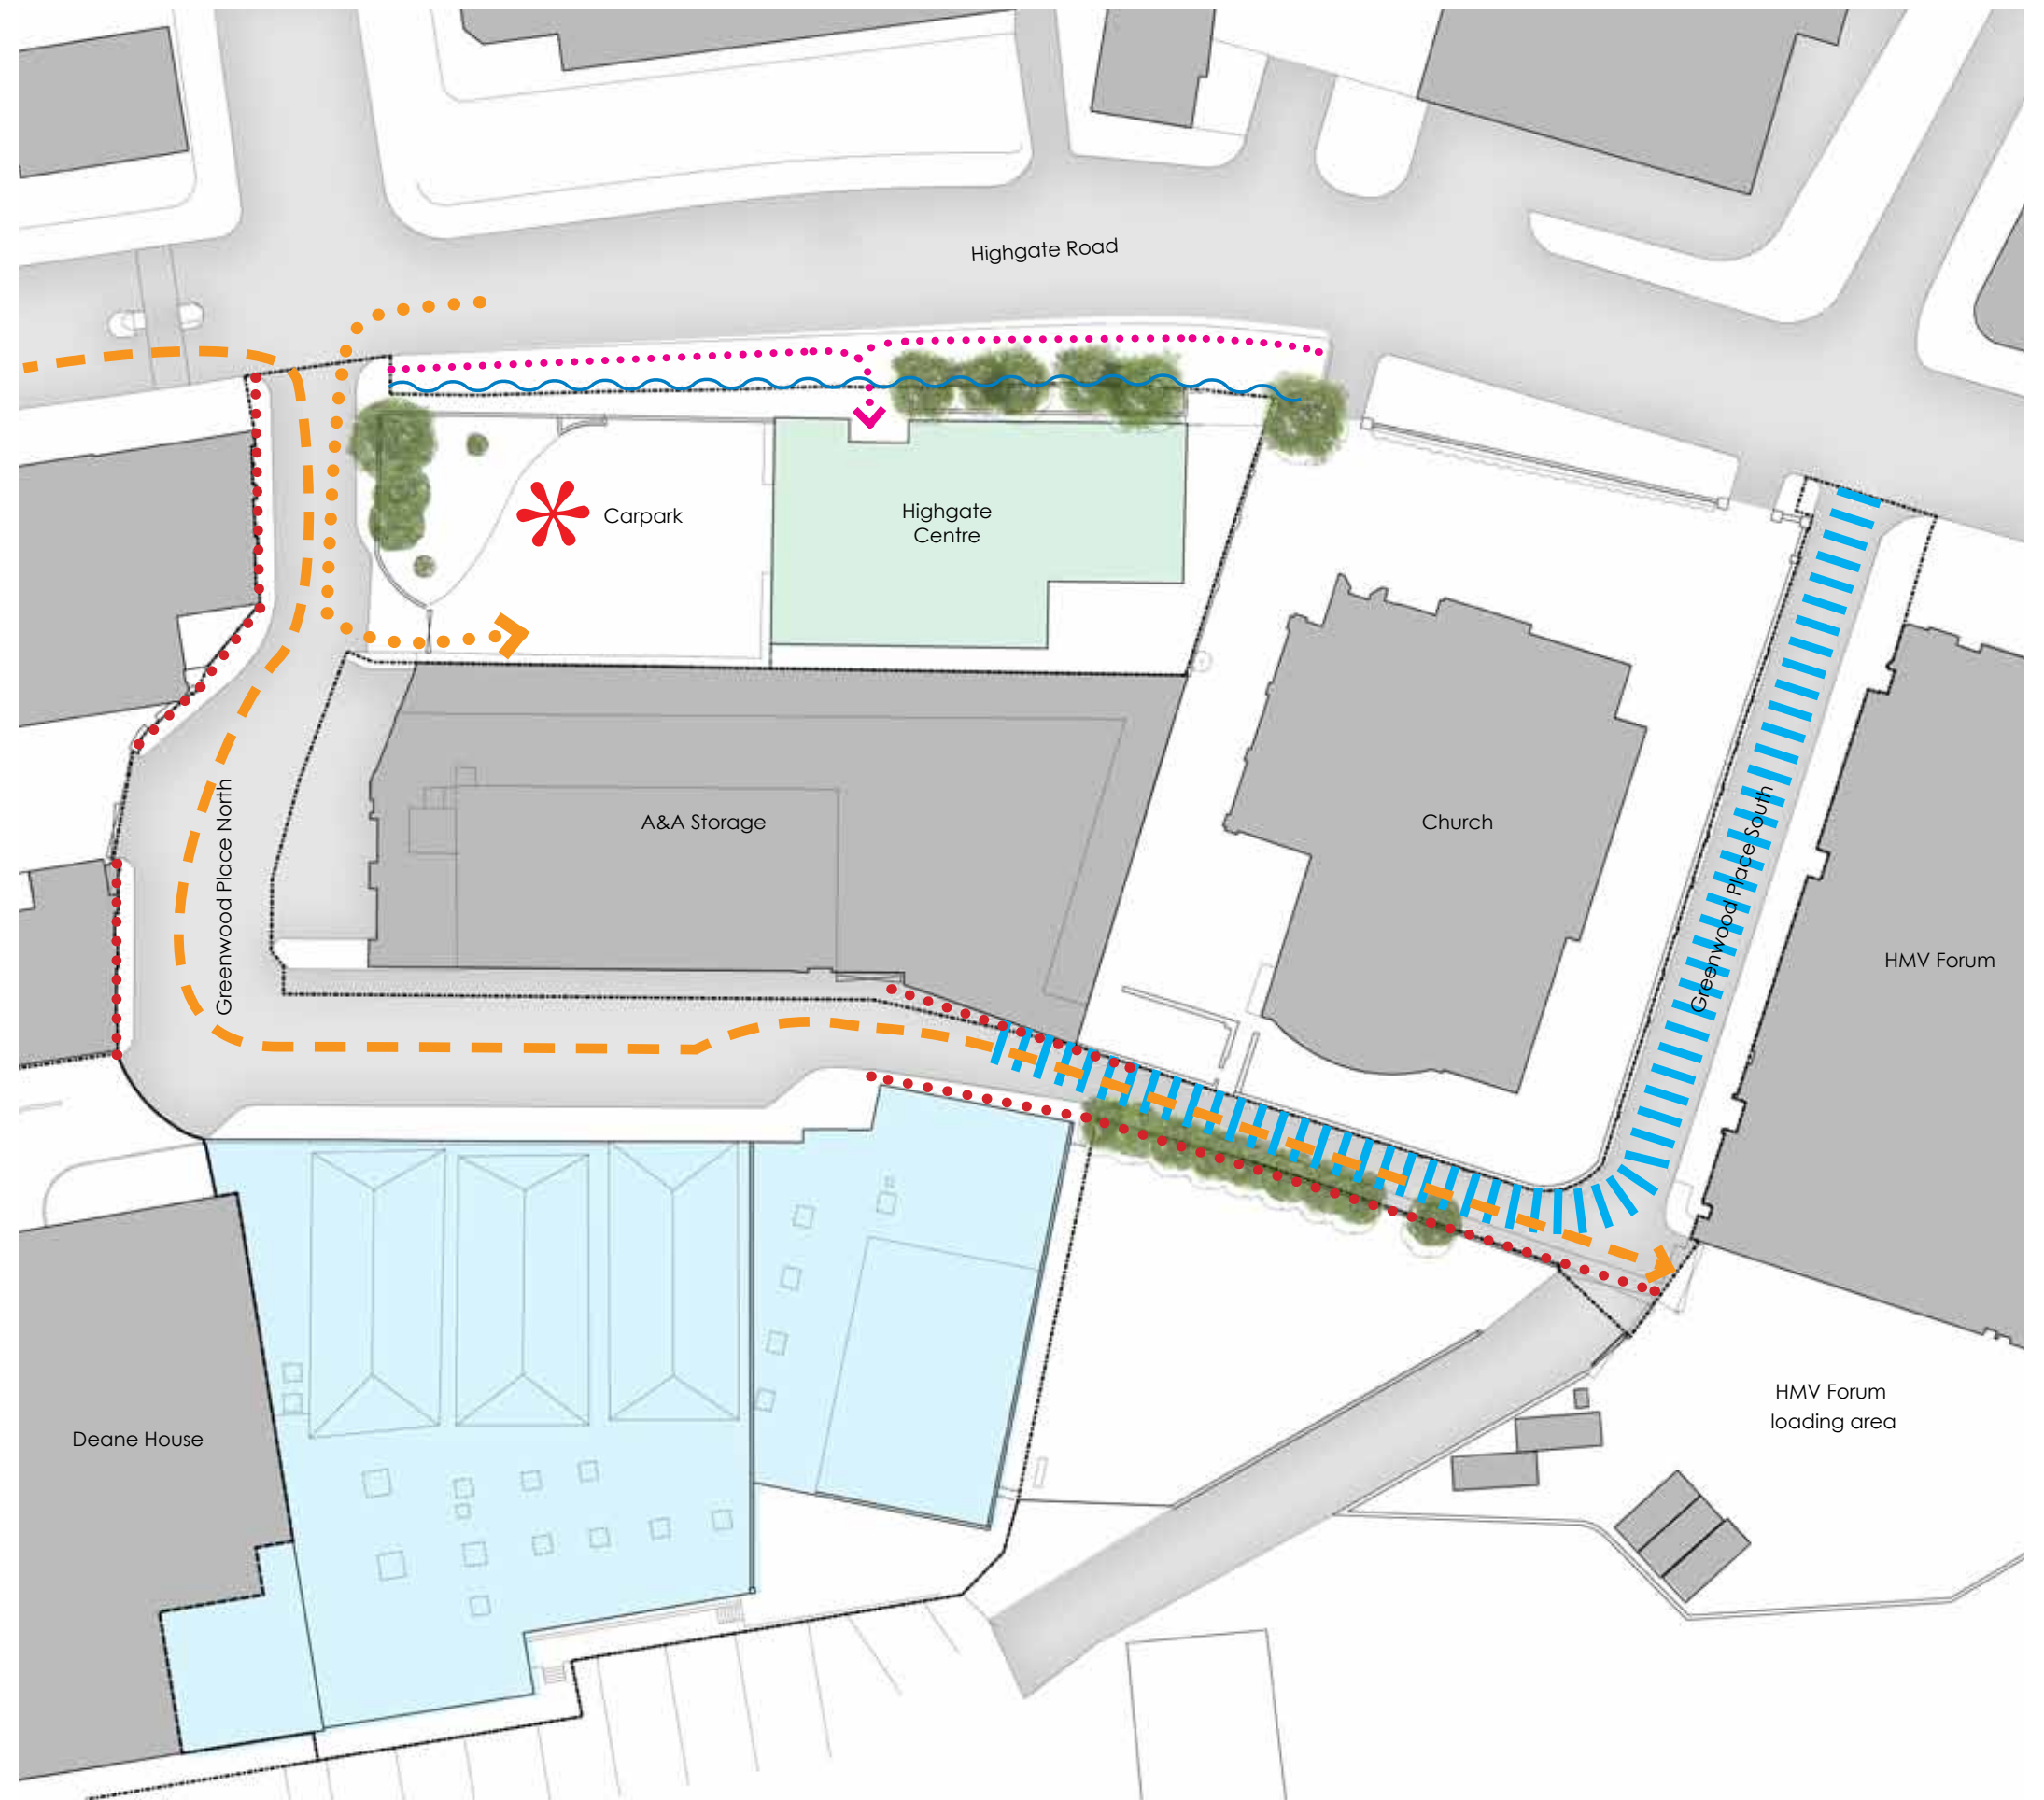 Highgate Road
Carpark
Highgate
Centre
Greenwood Place North
A&A Storage
Church
Greenwood Place South
HMV Forum
HMV Forum
loading area
Deane House